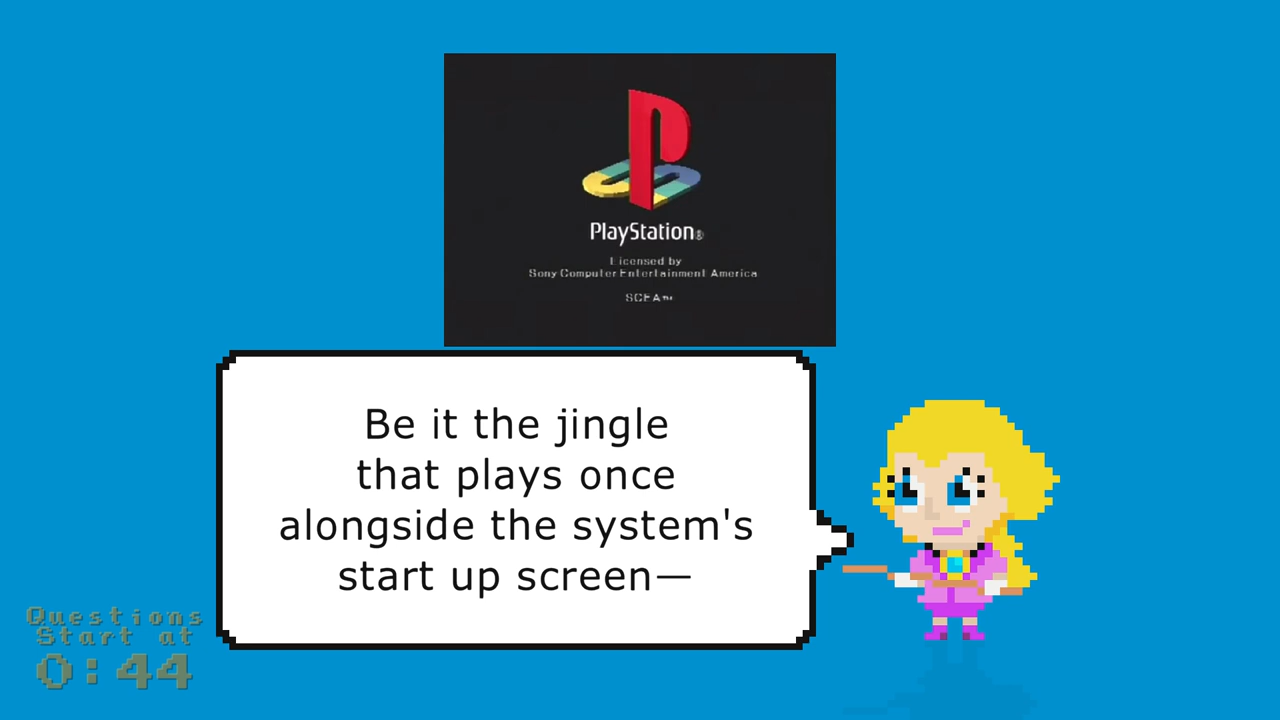 PlayStation®
Licensed by
Sony Computer Entertainment America
SCEA™
Be it the jingle
that plays once
alongside the system's
start up screen—
Questions
Start at
0:44